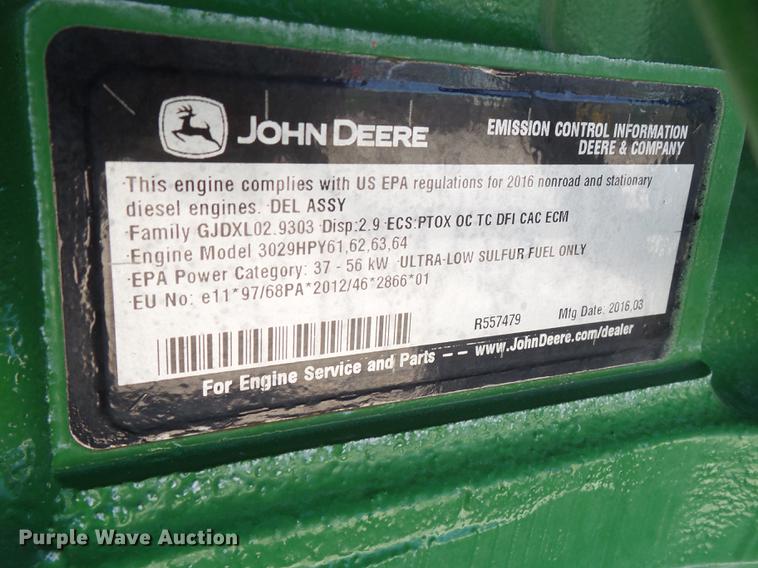 JOHN DEERE
EMISSION CONTROL INFORMATION
DEERE & COMPANY
This engine complies with US EPA regulations for 2016 nonroad and stationary
diesel engines. DEL ASSY
Family GJDXL02.9303 Disp:2.9 ECS:PTOX OC TC DFI CAC ECM
Engine Model 3029HPY61,62,63,64
EPA Power Category: 37 - 56 kW ULTRA-LOW SULFUR FUEL ONLY
EU No: e11*97/68PA*2012/46*2866*01
R557479 Mfg Date: 2016,03
For Engine Service and Parts -- www.JohnDeere.com/dealer
Purple Wave Auction